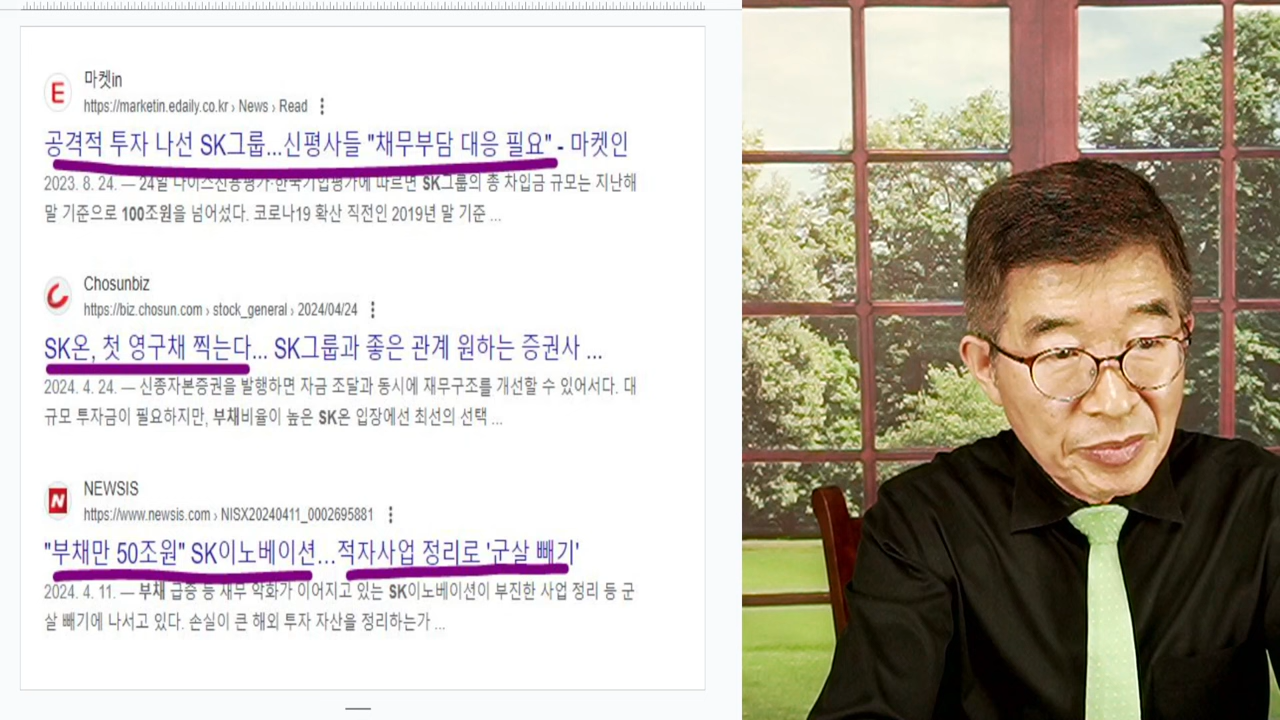 마켓in
https://marketin.edaily.co.kr › News › Read
공격적 투자 나선 SK그룹...신평사들 "채무부담 대응 필요" - 마켓인
2023. 8. 24. — 24일 나이스신용평가·한국기업평가에 따르면 SK그룹의 총 차입금 규모는 지난해
말 기준으로 100조원을 넘어섰다. 코로나19 확산 직전인 2019년 말 기준 ...
Chosunbiz
https://biz.chosun.com › stock_general › 2024/04/24
SK온, 첫 영구채 찍는다... SK그룹과 좋은 관계 원하는 증권사 ...
2024. 4. 24. — 신종자본증권을 발행하면 자금 조달과 동시에 재무구조를 개선할 수 있어서다. 대
규모 투자금이 필요하지만, 부채비율이 높은 SK온 입장에선 최선의 선택 ...
NEWSIS
https://www.newsis.com › NISX20240411_0002695881
"부채만 50조원" SK이노베이션...적자사업 정리로 '군살 빼기'
2024. 4. 11. — 부채 급증 등 재무 악화가 이어지고 있는 SK이노베이션이 부진한 사업 정리 등 군
살 빼기에 나서고 있다. 손실이 큰 해외 투자 자산을 정리하는가 ...